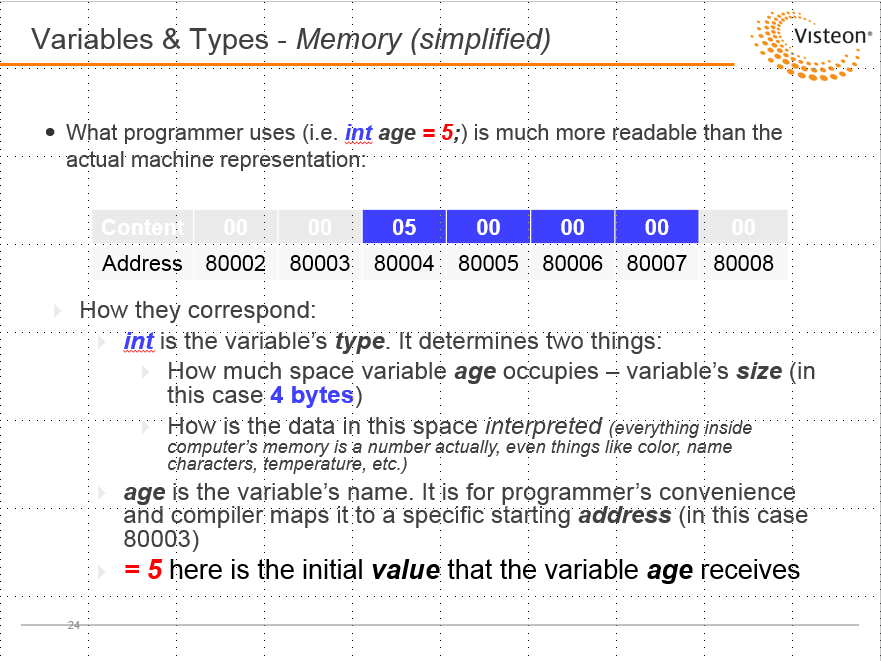 Variables & Types - Memory (simplified)
Visteon®
• What programmer uses (i.e. int age = 5;) is much more readable than the
actual machine representation:
Content 00 00 05 00 00 00 00
Address 80002 80003 80004 80005 80006 80007 80008
How they correspond:
int is the variable’s type. It determines two things:
How much space variable age occupies – variable’s size (in
this case 4 bytes)
How is the data in this space interpreted (everything inside
computer’s memory is a number actually, even things like color, name
characters, temperature, etc.)
age is the variable’s name. It is for programmer’s convenience
and compiler maps it to a specific starting address (in this case
80003)
= 5 here is the initial value that the variable age receives
24